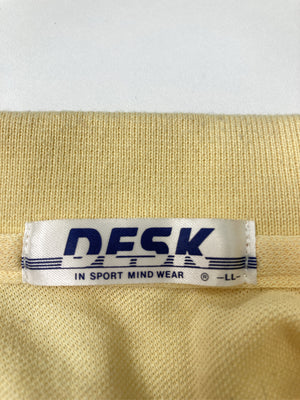 DESK
IN SPORT MIND WEAR ® -LL-